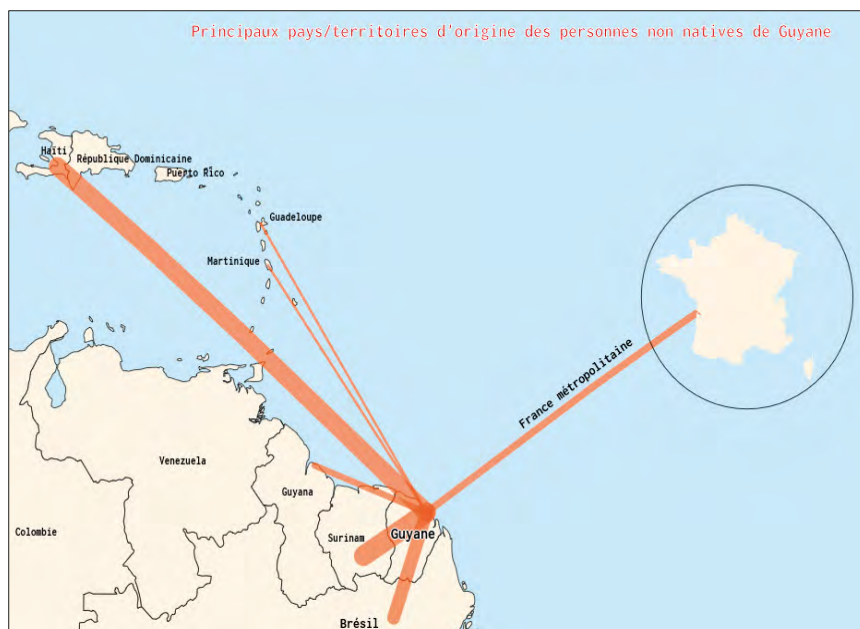 Principaux pays/territoires d'origine des personnes non natives de Guyane
Haïti
République Dominicaine
Puerto Rico
Guadeloupe
Martinique
France métropolitaine
Venezuela
Guyana
Colombie
Surinam
Guyane
Brésil